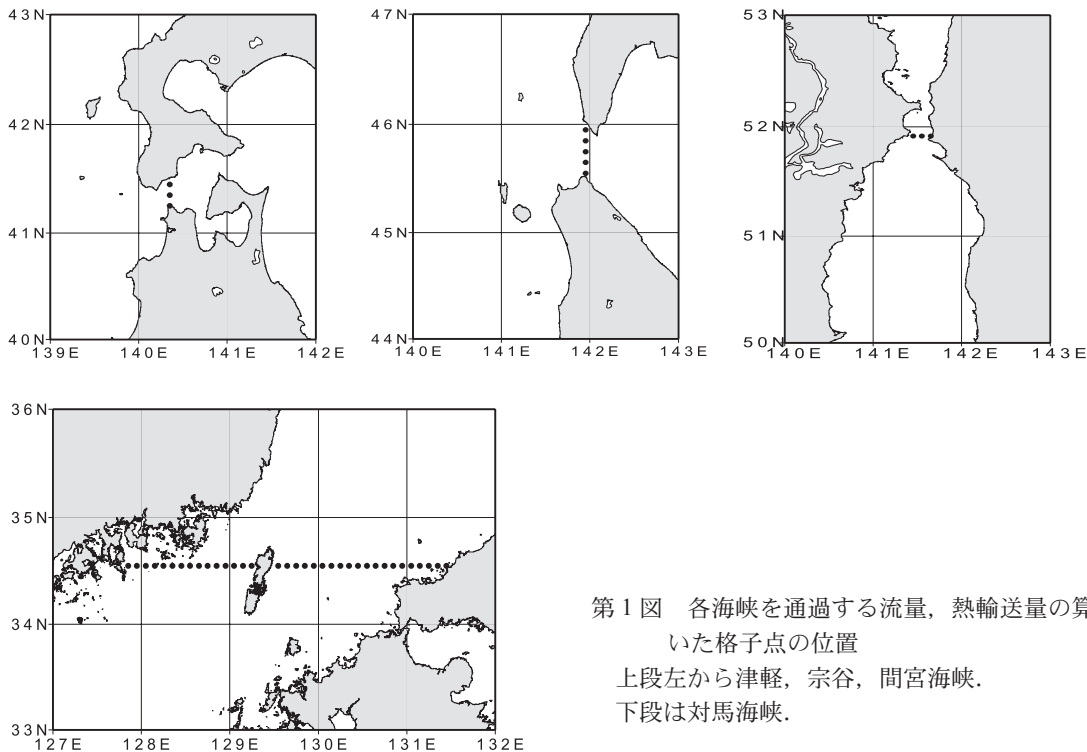 43N
42N
41N
40N
139E 140E 141E 142E
47N
46N
45N
44N
140E 141E 142E 143E
53N
52N
51N
50N
140E 141E 142E 143E
36N
35N
34N
33N
127E 128E 129E 130E 131E 132E
第1図 各海峡を通過する流量，熱輸送量の算
いた格子点の位置
上段左から津軽，宗谷，間宮海峡．
下段は対馬海峡．